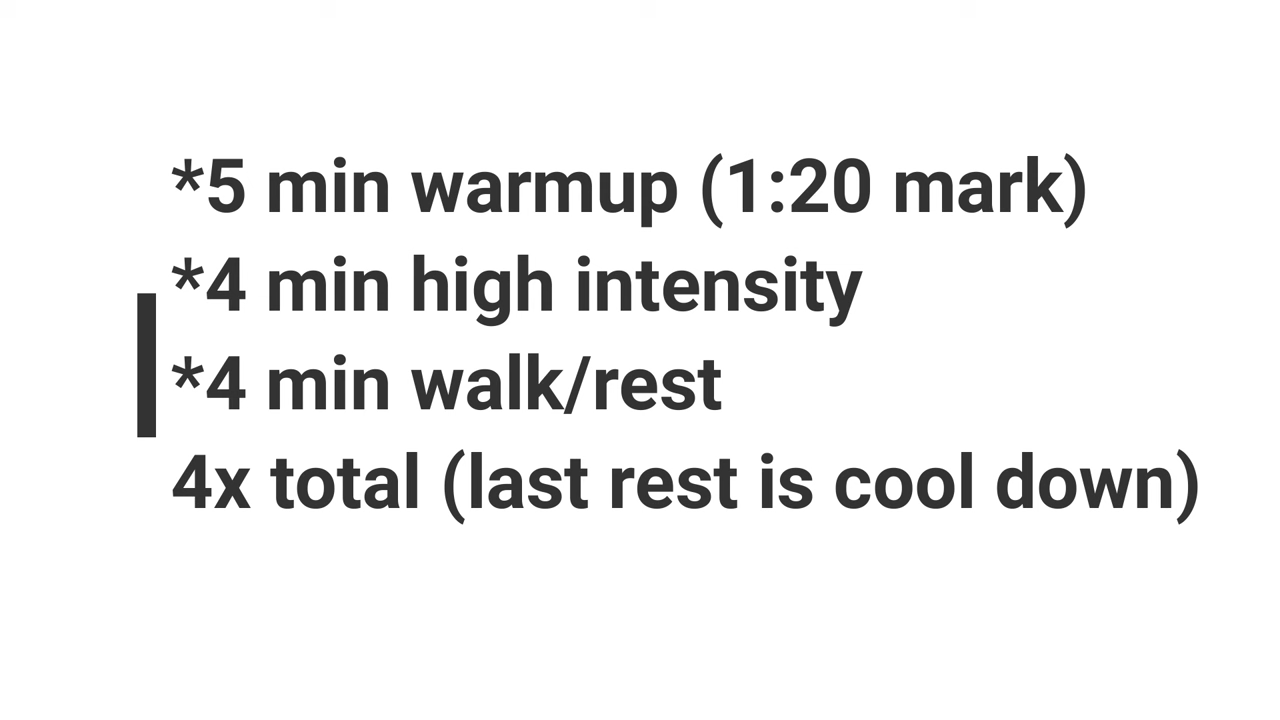 *5 min warmup (1:20 mark)
*4 min high intensity
*4 min walk/rest
4x total (last rest is cool down)